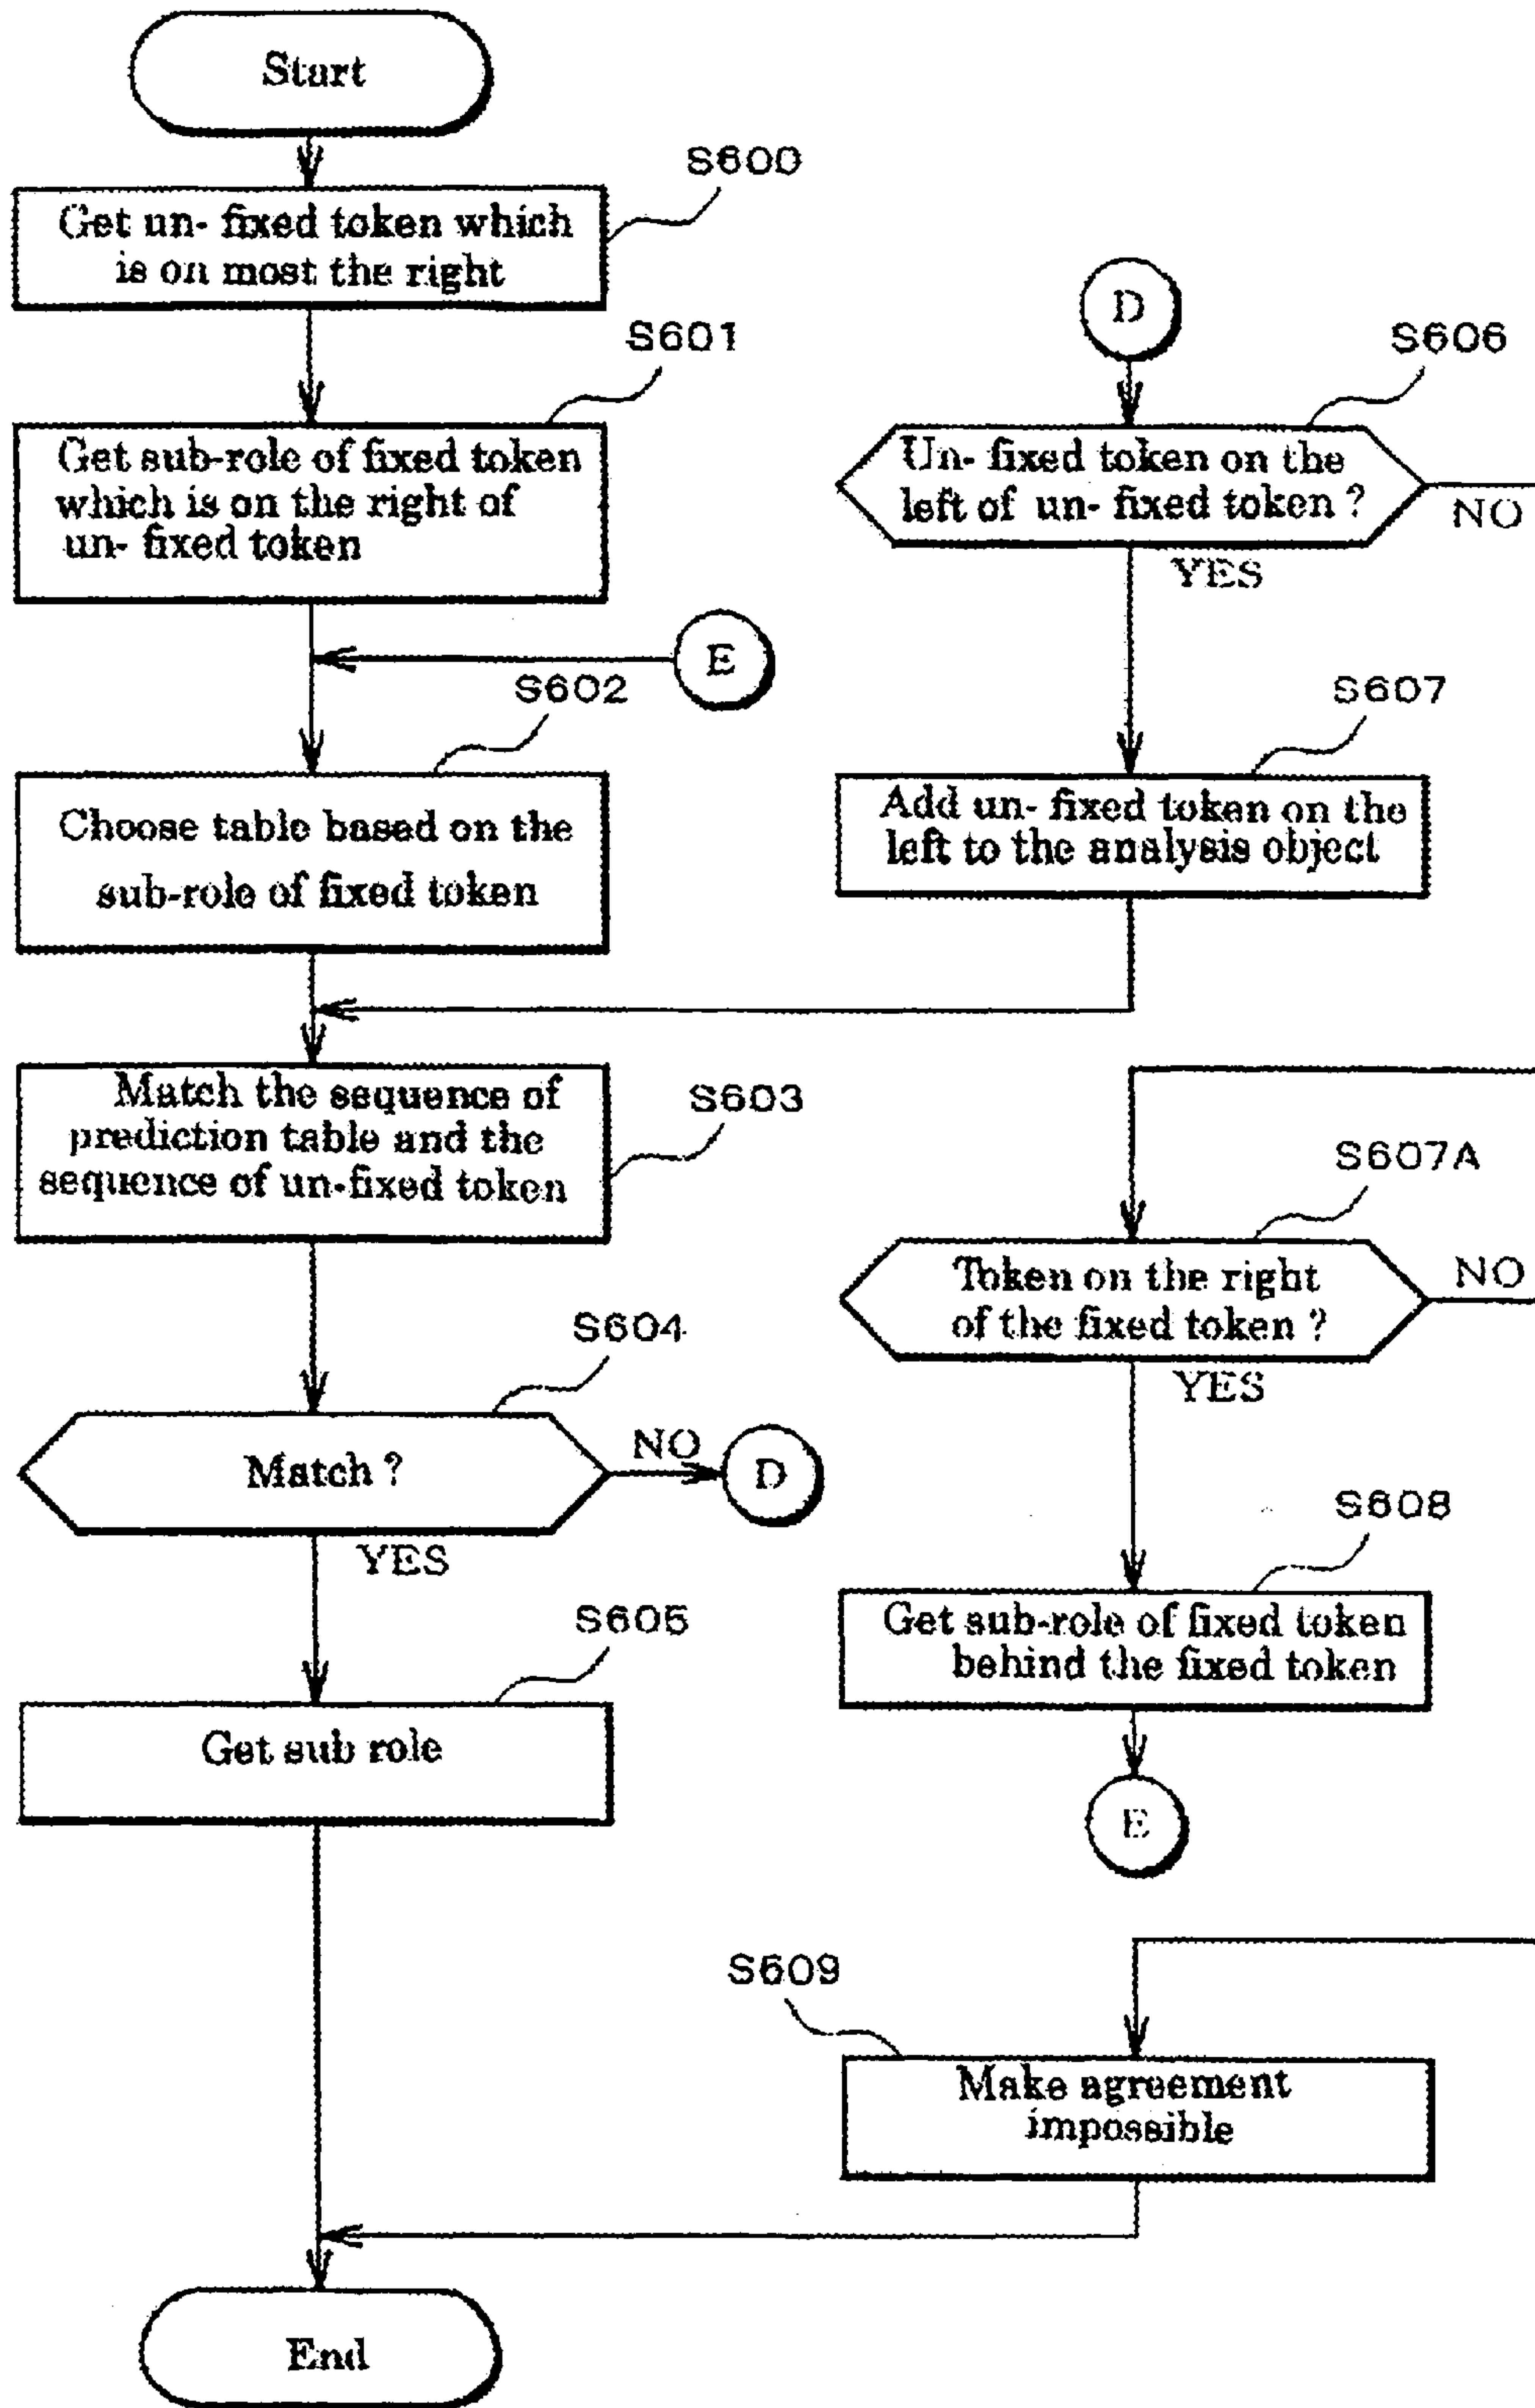 Start
S600
Get un- fixed token which
is on most the right
S601
Get sub-role of fixed token
which is on the right of
un- fixed token
E
S602
Choose table based on the
sub-role of fixed token
S603
Match the sequence of
prediction table and the
sequence of un-fixed token
S604
Match ?
NO
D
YES
S605
Get sub role
End
D
S606
Un- fixed token on the
left of un- fixed token ?
NO
YES
S607
Add un- fixed token on the
left to the analysis object
S607A
Token on the right
of the fixed token ?
NO
YES
S608
Get sub-role of fixed token
behind the fixed token
E
S609
Make agreement
impossible